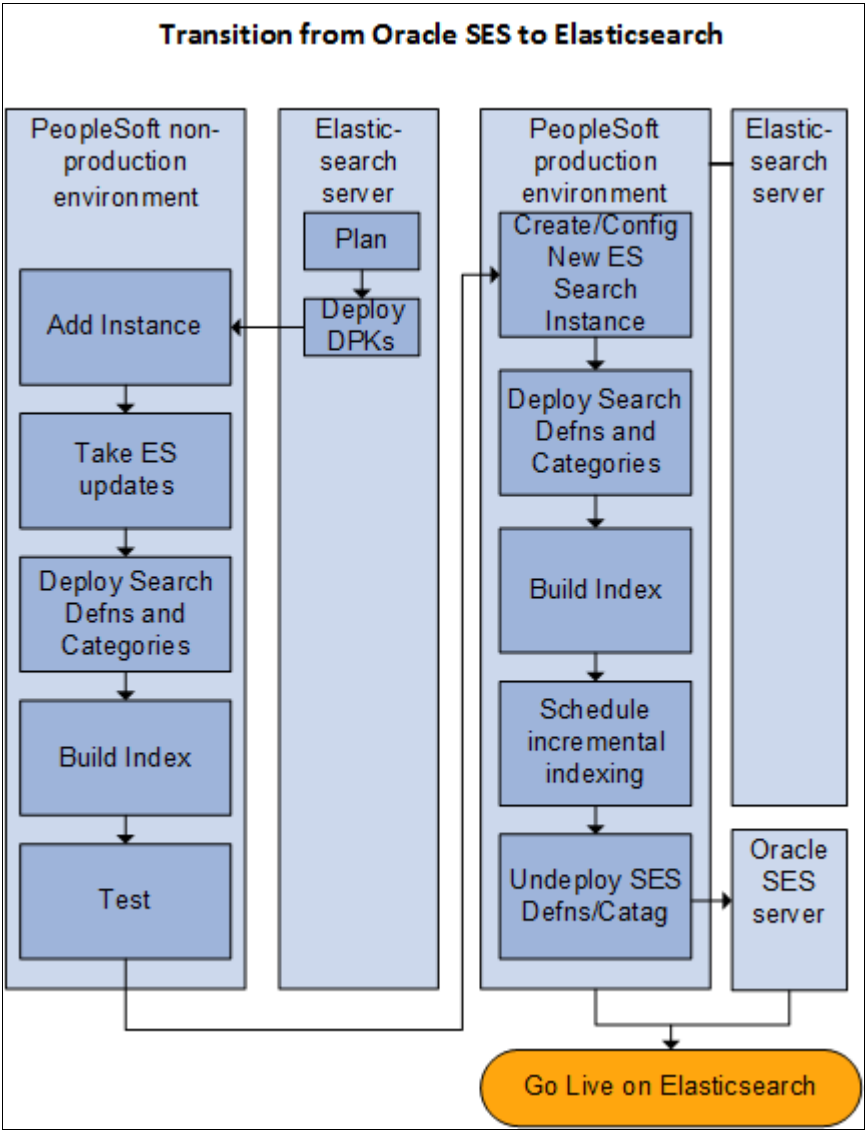 Transition from Oracle SES to Elasticsearch
PeopleSoft non-
production
environment
Add Instance
Take ES
updates
Deploy Search
Defns and
Categories
Build Index
Test
Elastic-
search
server
Plan
Deploy
DPKs
PeopleSoft
production
environment
Create/Config
New ES
Search
Instance
Deploy Search
Defns and
Categories
Build Index
Schedule
incremental
indexing
Undeploy SES
Defns/Catag
Elastic-
search
server
Oracle
SES
server
Go Live on Elasticsearch